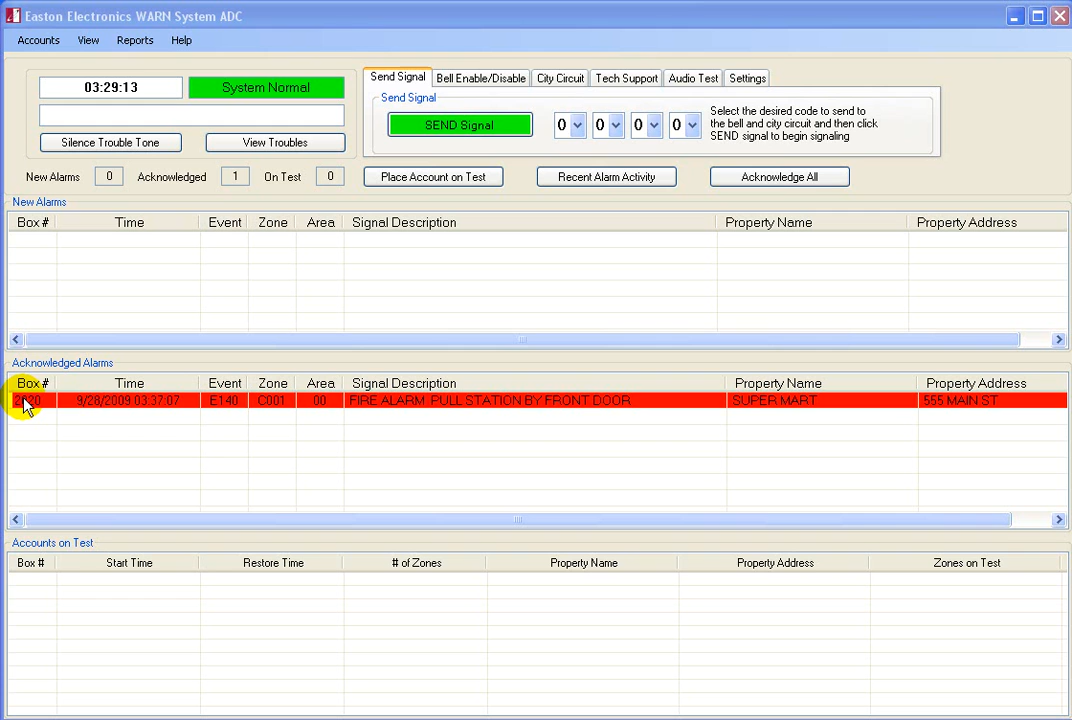 Easton Electronics WARN System ADC
Accounts View Reports Help
03:29:13 System Normal
Silence Trouble Tone View Troubles
Send Signal Bell Enable/Disable City Circuit Tech Support Audio Test Settings
Send Signal
SEND Signal 0 0 0 0
Select the desired code to send to
the bell and city circuit and then click
SEND signal to begin signaling
New Alarms 0 Acknowledged 1 On Test 0 Place Account on Test Recent Alarm Activity Acknowledge All
New Alarms
Box # Time Event Zone Area Signal Description Property Name Property Address
Acknowledged Alarms
Box # Time Event Zone Area Signal Description Property Name Property Address
2020 9/28/2009 03:37:07 E140 C001 00 FIRE ALARM PULL STATION BY FRONT DOOR SUPER MART 555 MAIN ST
Accounts on Test
Box # Start Time Restore Time # of Zones Property Name Property Address Zones on Test